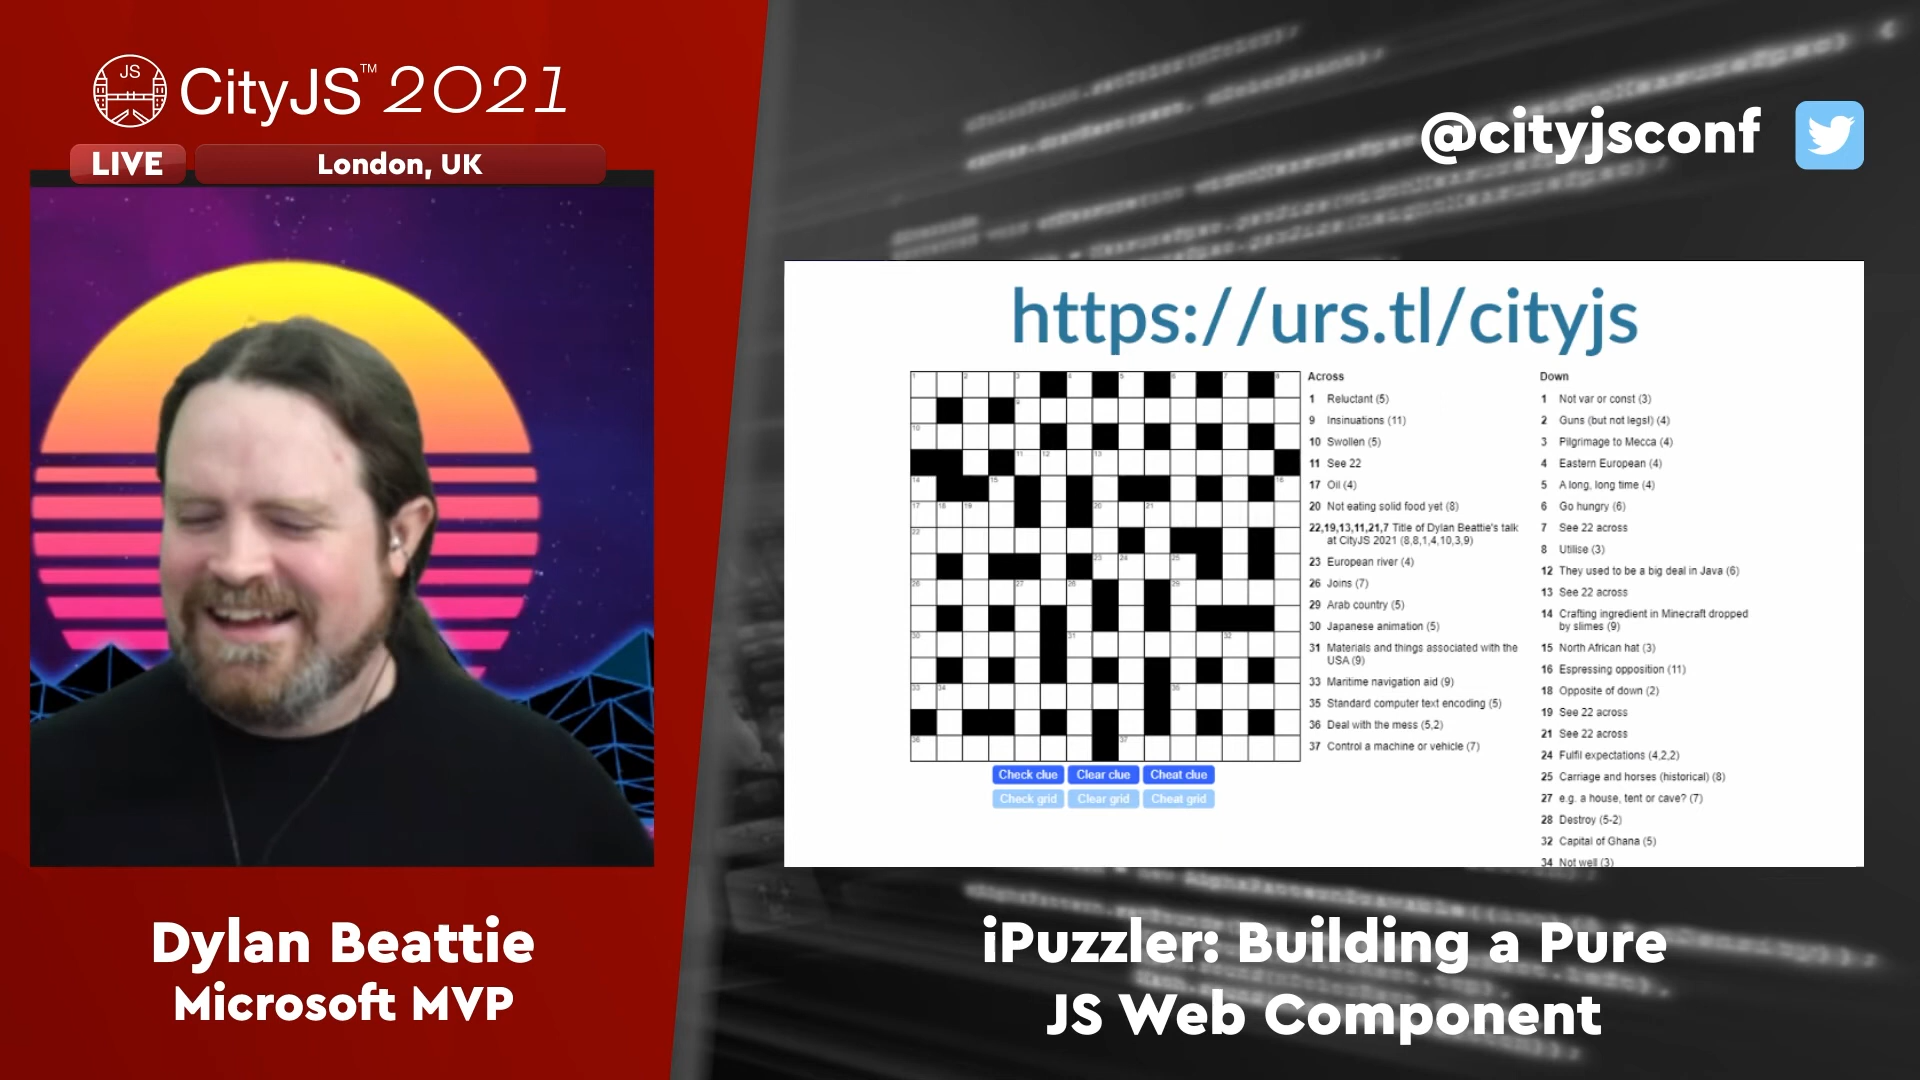 JS
CityJS™ 2021
LIVE
London, UK
@cityjsconf
https://urs.tl/cityjs
Across
1 Reluctant (5)
9 Insinuations (11)
10 Swollen (5)
11 See 22
17 Oil (4)
20 Not eating solid food yet (8)
22,19,13,11,21,7 Title of Dylan Beattie's talk
at CityJS 2021 (8,8,1,4,10,3,9)
23 European river (4)
26 Joins (7)
29 Arab country (5)
30 Japanese animation (5)
31 Materials and things associated with the
USA (9)
33 Maritime navigation aid (9)
35 Standard computer text encoding (5)
36 Deal with the mess (5,2)
37 Control a machine or vehicle (7)
Down
1 Not var or const (3)
2 Guns (but not legs!) (4)
3 Pilgrimage to Mecca (4)
4 Eastern European (4)
5 A long, long time (4)
6 Go hungry (6)
7 See 22 across
8 Utilise (3)
12 They used to be a big deal in Java (6)
13 See 22 across
14 Crafting ingredient in Minecraft dropped
by slimes (9)
15 North African hat (3)
16 Espressing opposition (11)
18 Opposite of down (2)
19 See 22 across
21 See 22 across
24 Fulfil expectations (4,2,2)
25 Carriage and horses (historical) (8)
27 e.g. a house, tent or cave? (7)
28 Destroy (5-2)
32 Capital of Ghana (5)
34 Not well (3)
Check clue
Clear clue
Cheat clue
Check grid
Clear grid
Cheat grid
Dylan Beattie
Microsoft MVP
iPuzzler: Building a Pure
JS Web Component